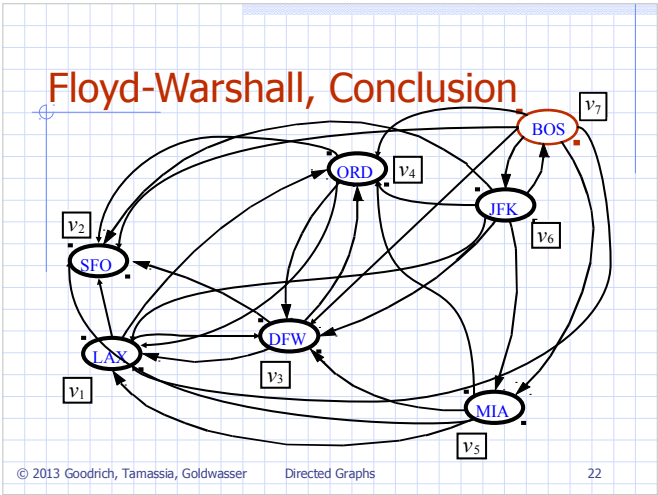 Floyd-Warshall, Conclusion
v7
BOS
ORD
v4
JFK
v6
v2
SFO
DFW
v3
LAX
v1
MIA
v5
© 2013 Goodrich, Tamassia, Goldwasser Directed Graphs 22